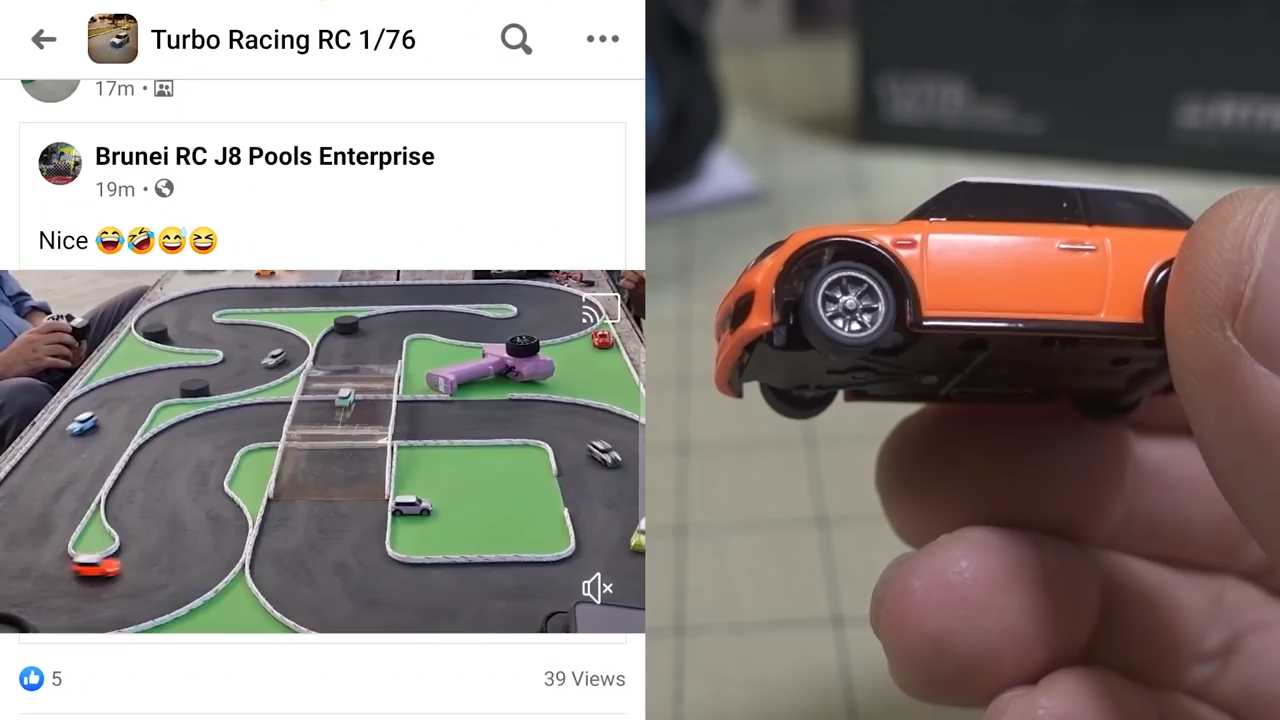 Turbo Racing RC 1/76
17m •
Brunei RC J8 Pools Enterprise
19m •
Nice 😂🤣😅😆
5
39 Views